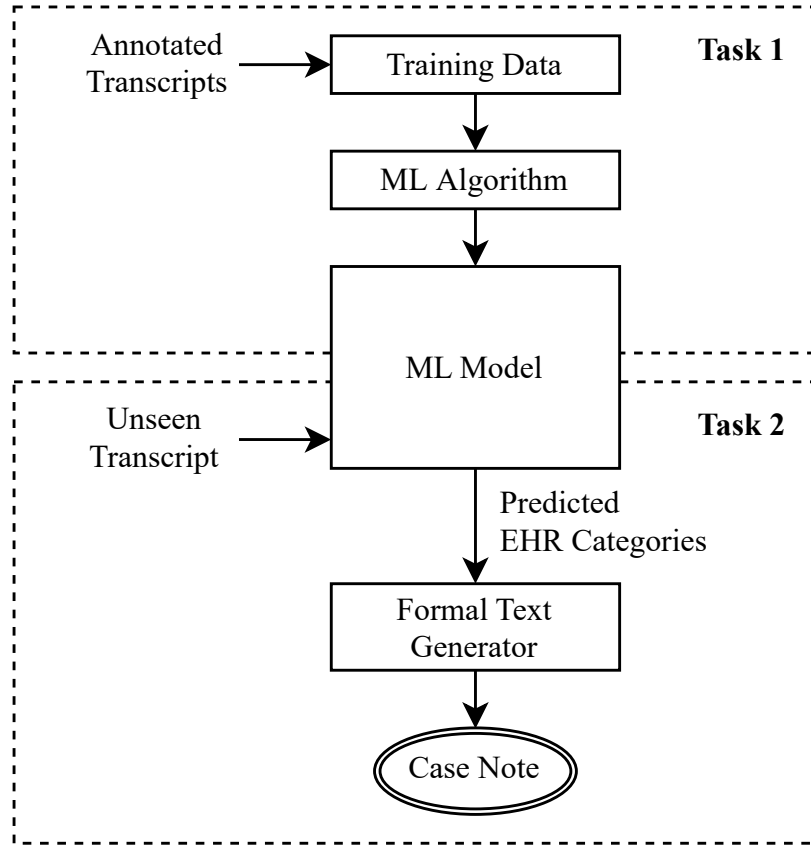 Annotated
Transcripts
Training Data
Task 1
ML Algorithm
ML Model
Unseen
Transcript
Task 2
Predicted
EHR Categories
Formal Text
Generator
Case Note